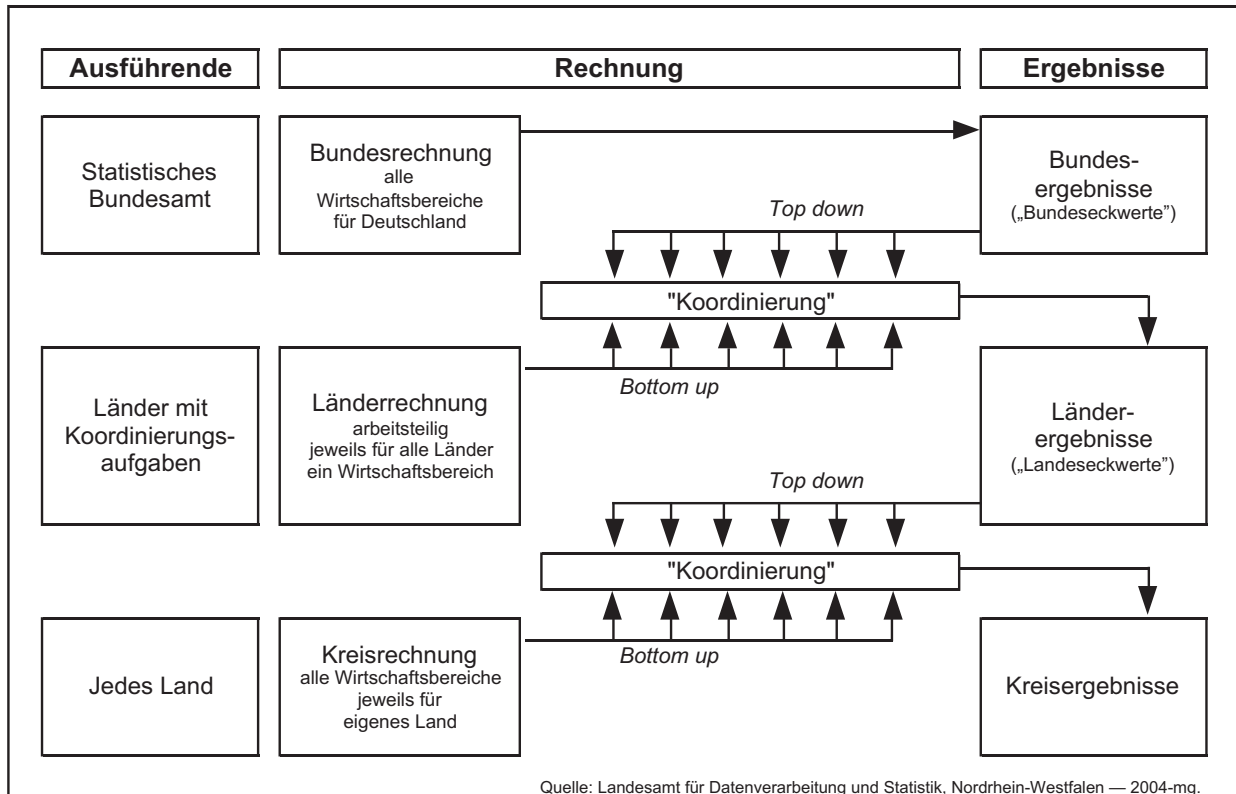 Ausführende
Rechnung
Ergebnisse
Statistisches
Bundesamt
Bundesrechnung
alle
Wirtschaftsbereiche
für Deutschland
Bundes-
ergebnisse
(„Bundeseckwerte”)
Top down
"Koordinierung"
Bottom up
Länder mit
Koordinierungs-
aufgaben
Länderrechnung
arbeitsteilig
jeweils für alle Länder
ein Wirtschaftsbereich
Länder-
ergebnisse
(„Landeseckwerte”)
Top down
"Koordinierung"
Bottom up
Jedes Land
Kreisrechnung
alle Wirtschaftsbereiche
jeweils für
eigenes Land
Kreisergebnisse
Quelle: Landesamt für Datenverarbeitung und Statistik, Nordrhein-Westfalen — 2004-mg.